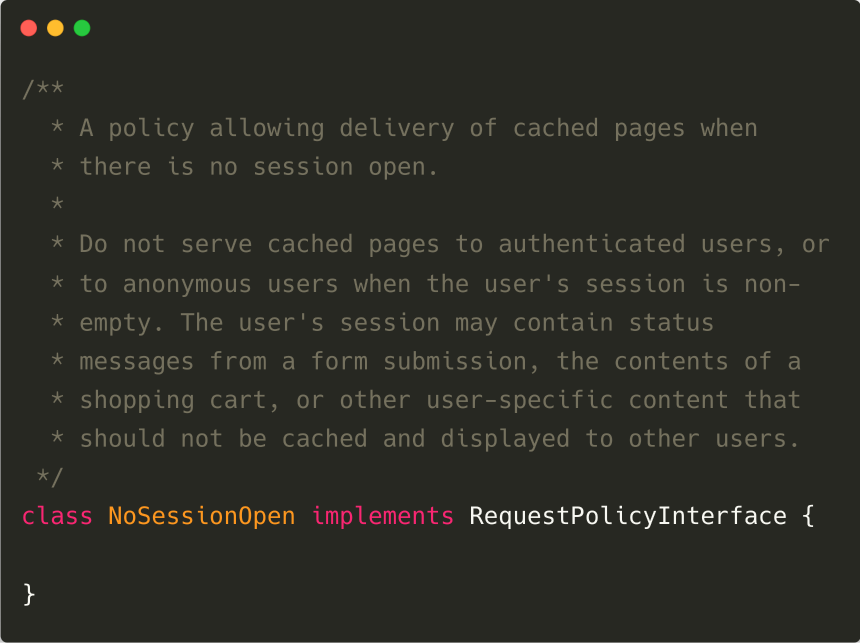 /**
  * A policy allowing delivery of cached pages when
  * there is no session open.
  *
  * Do not serve cached pages to authenticated users, or
  * to anonymous users when the user's session is non-
  * empty. The user's session may contain status
  * messages from a form submission, the contents of a
  * shopping cart, or other user-specific content that
  * should not be cached and displayed to other users.
 */
class NoSessionOpen implements RequestPolicyInterface {
}